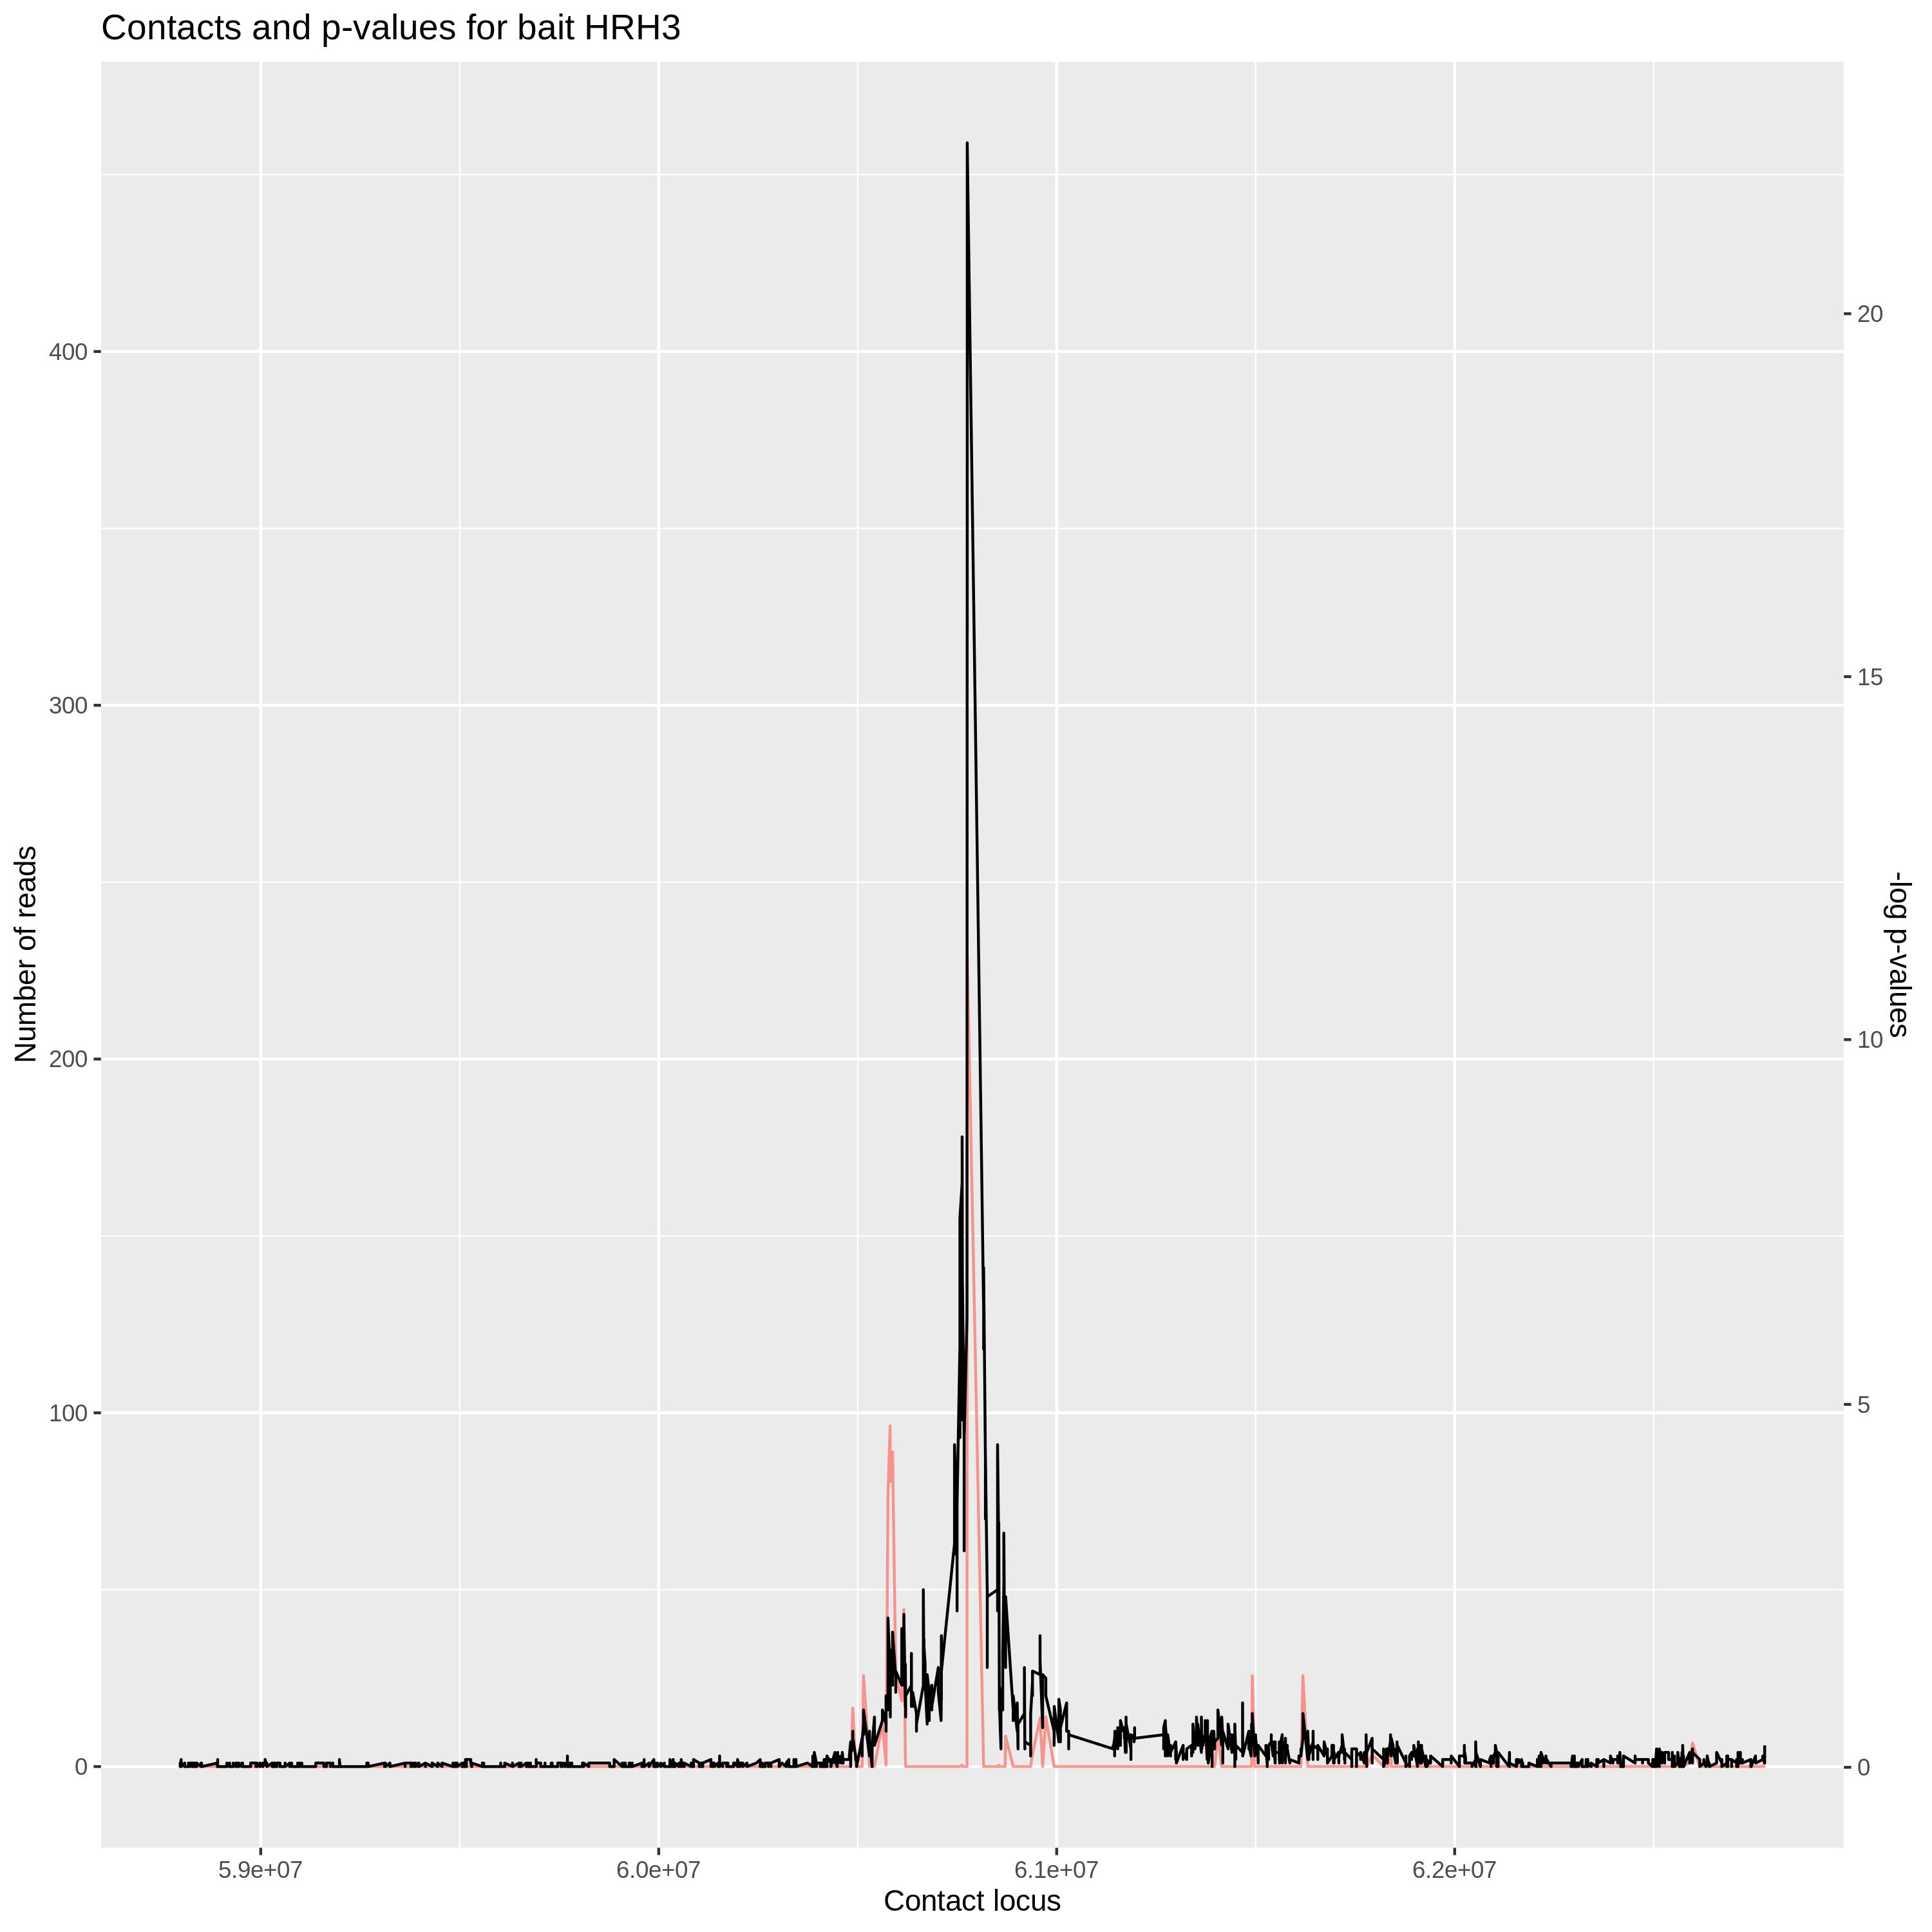 Contacts and p-values for bait HRH3
Number of reads
400
300
200
100
0
20
15
10
5
0
-log p-values
5.9e+07
6.0e+07
6.1e+07
6.2e+07
Contact locus